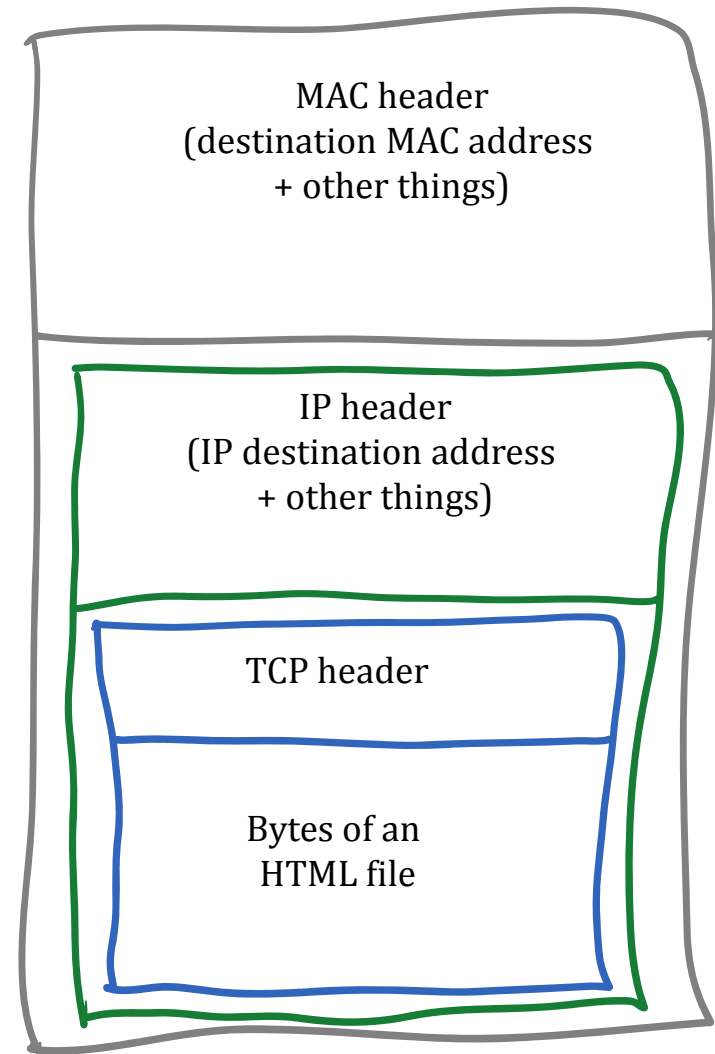 MAC header
(destination MAC address
+ other things)
IP header
(IP destination address
+ other things)
TCP header
Bytes of an
HTML file